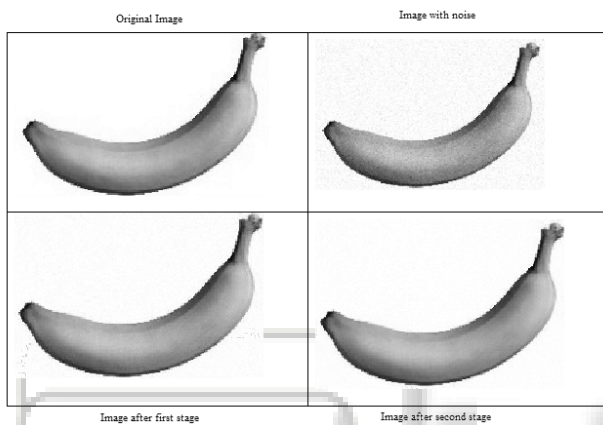 Original Image
Image with noise
Image after first stage
Image after second stage